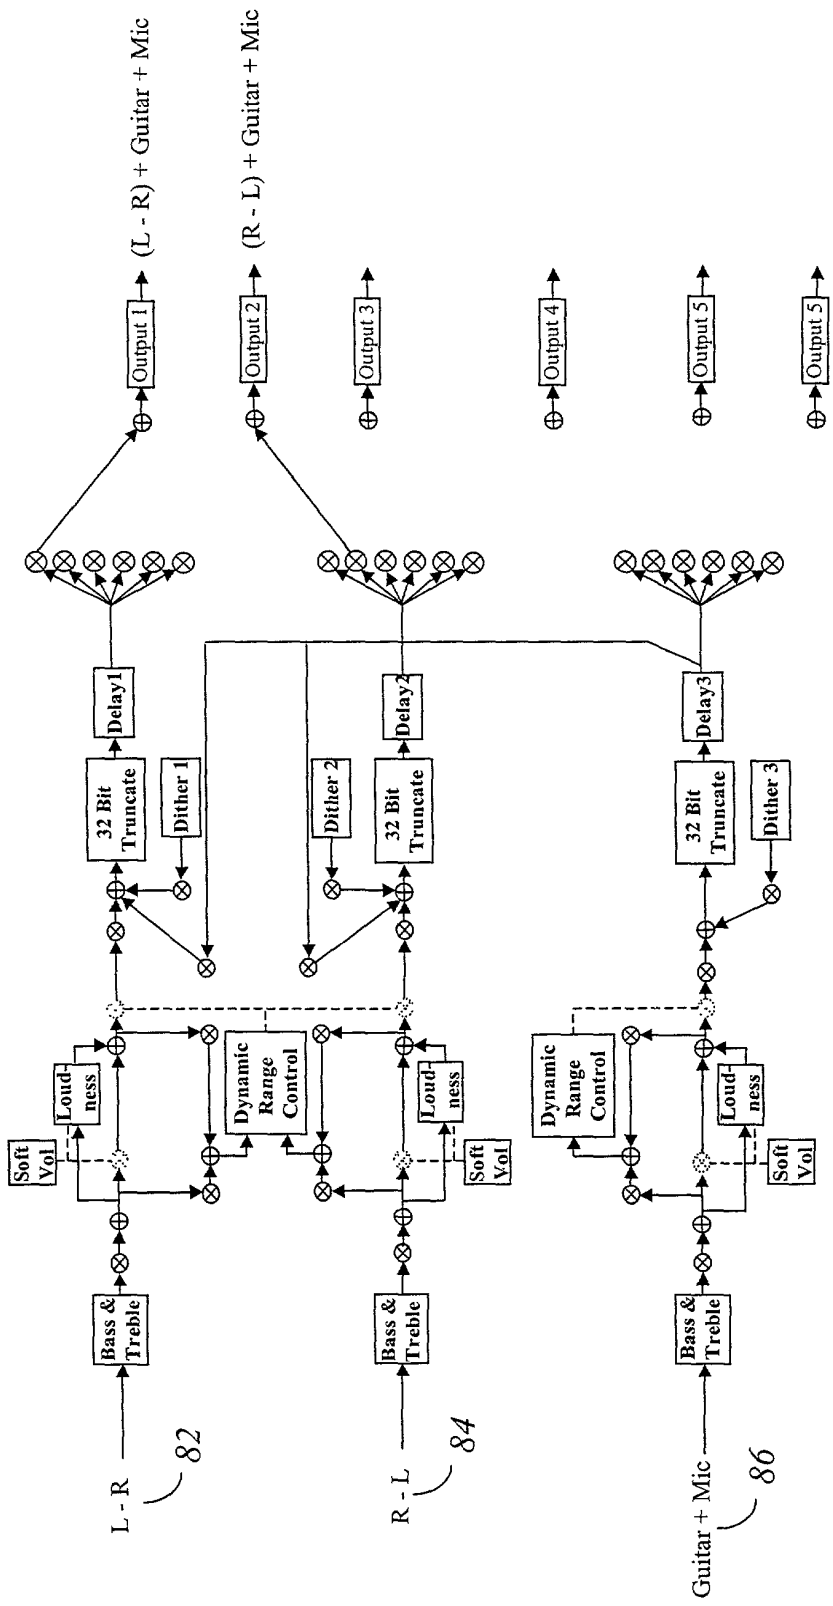 L - R
82
Bass &
Treble
Soft
Vol
Loud-
ness
Dynamic
Range
Control
32 Bit
Truncate
Dither 1
Delay1
Output 1
(L - R) + Guitar + Mic
R - L
84
Bass &
Treble
Soft
Vol
Loud-
ness
32 Bit
Truncate
Dither 2
Delay2
Output 2
(R - L) + Guitar + Mic
Output 3
Output 4
Guitar + Mic
86
Bass &
Treble
Soft
Vol
Loud-
ness
Dynamic
Range
Control
32 Bit
Truncate
Dither 3
Delay3
Output 5
Output 5